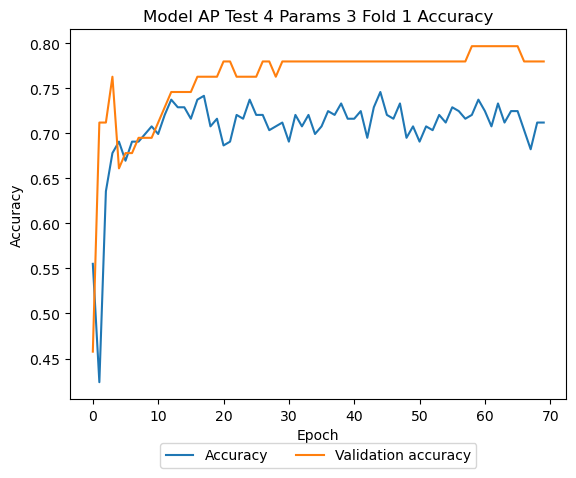 Model AP Test 4 Params 3 Fold 1 Accuracy
Accuracy
0.80
0.75
0.70
0.65
0.60
0.55
0.50
0.45
0 10 20 30 40 50 60 70
Epoch
Accuracy Validation accuracy